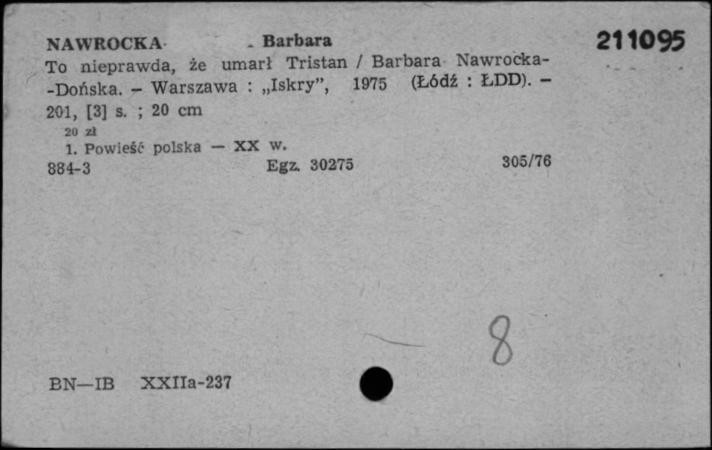 NAWROCKA Barbara
211095
To nieprawda, że umarł Tristan / Barbara Nawrocka-
-Dońska. — Warszawa : „Iskry”, 1975 (Łódź : ŁDD). —
201, [3] s. ; 20 cm
20 zł
1. Powieść polska — XX w.
884-3 Egz. 30275 305/76
8
BN—IB XXIIa-237